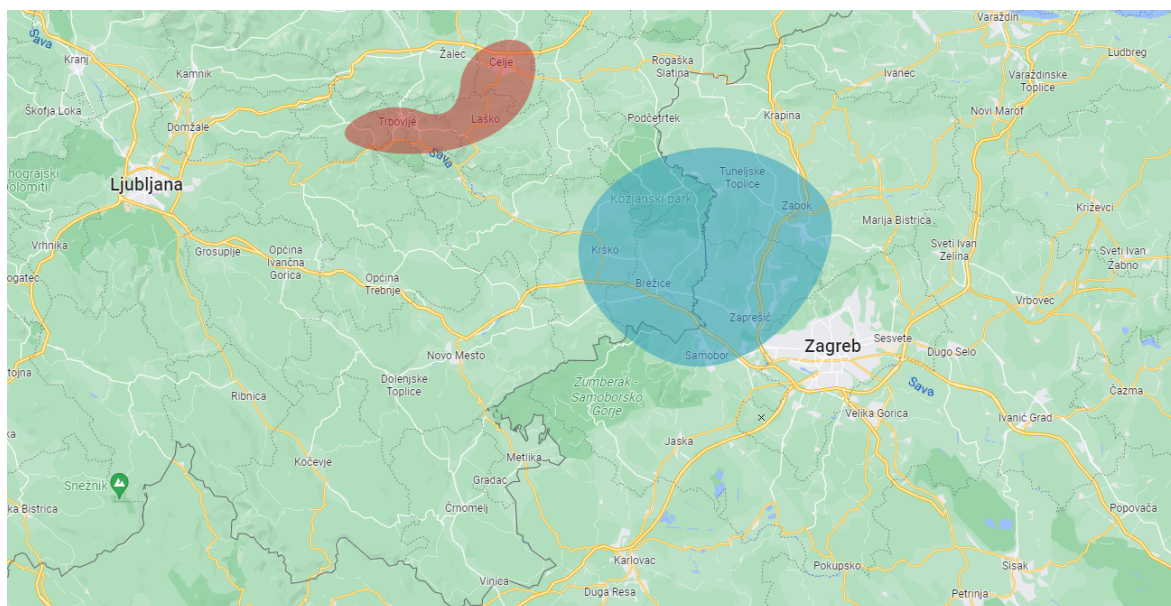 Varaždin
Sava
Kranj
Žalec
Celje
Rogaška
Slatina
Ludbreg
Kamnik
Ivanec
Varaždinske
Toplice
Škofja Loka
Novi Marof
Domžale
Trbovlje
Laško
Podčetrtek
Krapina
Sava
Ljubljana
Dolomiti
Tuheljske
Toplice
Kozjanski park
Zabok
Križevci
Marija Bistrica
Vrhnika
Grosuplje
Općina
Ivančna
Gorica
Krško
Sveti Ivan
Zelina
Sveti Ivan
Žabno
Općina
Trebnje
Brežice
Vrbovec
Zaprešić
Zagreb
Sesvete
Novo Mesto
Samobor
Dugo Selo
Dolenjske
Toplice
Žumberak -
Samoborsko
Gorje
Sava
Ribnica
Čazma
Velika Gorica
Ivanić Grad
Jaska
Kočevje
Metlika
Snežnik
Gradac
Črnomelj
Popovača
Karlovac
Pokupsko
Sisak
Vinica
Duga Resa
Petrinja